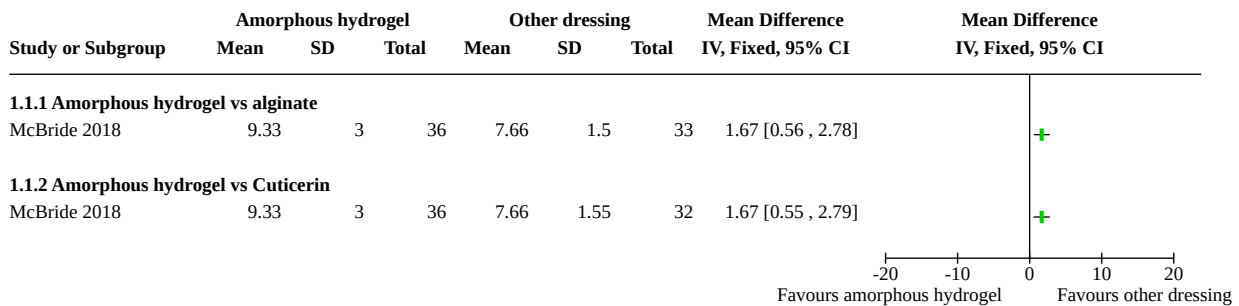 Amorphous hydrogel Other dressing Mean Difference Mean Difference
Study or Subgroup Mean SD Total Mean SD Total IV, Fixed, 95% CI IV, Fixed, 95% CI
1.1.1 Amorphous hydrogel vs alginate
McBride 2018 9.33 3 36 7.66 1.5 33 1.67 [0.56 , 2.78]
1.1.2 Amorphous hydrogel vs Cuticerin
McBride 2018 9.33 3 36 7.66 1.55 32 1.67 [0.55 , 2.79]
-20 -10 0 10 20
Favours amorphous hydrogel Favours other dressing